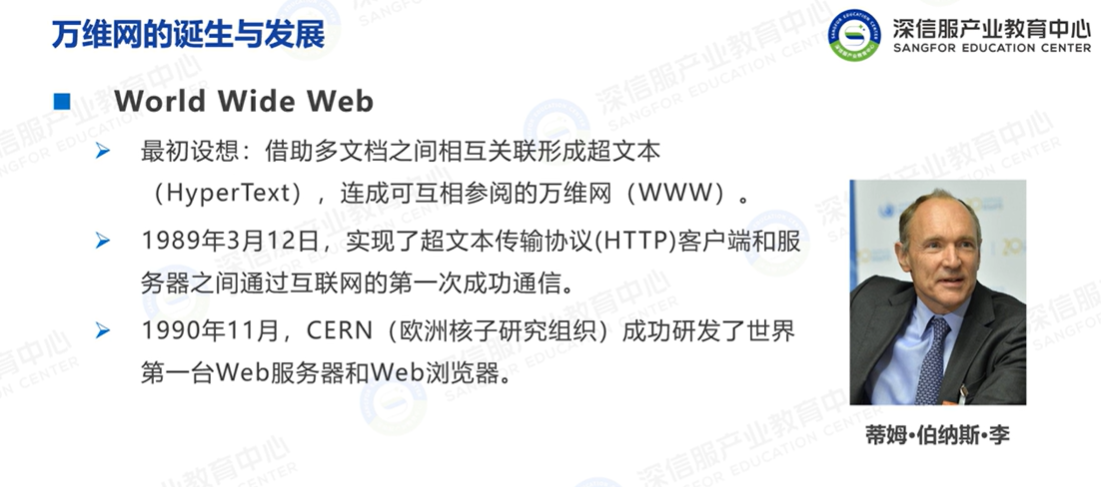 万维网的诞生与发展
深信服产业教育中心
SANGFOR EDUCATION CENTER
World Wide Web
最初设想：借助多文档之间相互关联形成超文本
（HyperText），连成可互相参阅的万维网（WWW）。
1989年3月12日，实现了超文本传输协议(HTTP)客户端和服
务器之间通过互联网的第一次成功通信。
1990年11月，CERN（欧洲核子研究组织）成功研发了世界
第一台Web服务器和Web浏览器。
蒂姆•伯纳斯•李